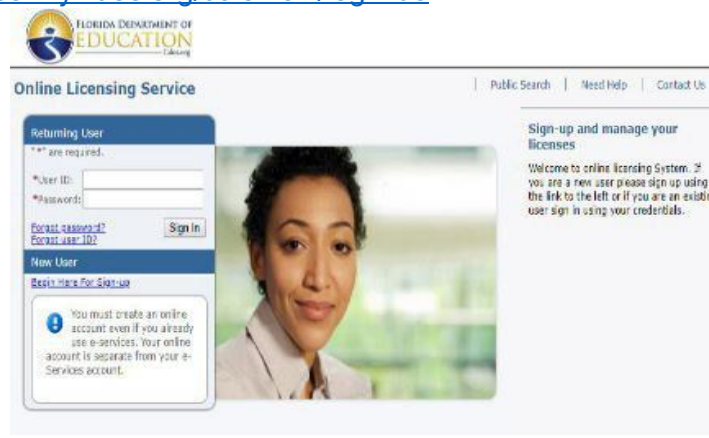 FLORIDA DEPARTMENT OF
EDUCATION
fldoe.org
Online Licensing Service
| Public Search | Need Help | Contact Us
Returning User
"*" are required.
*User ID:
*Password:
Forgot password?
Forgot user ID?
Sign In
New User
Begin Here For Sign-up
You must create an online
account even if you already
use e-services. Your online
account is separate from your e-
Services account.
Sign-up and manage your
licenses
Welcome to online licensing System. If
you are a new user please sign up using
the link to the left or if you are an existin
user sign in using your credentials.